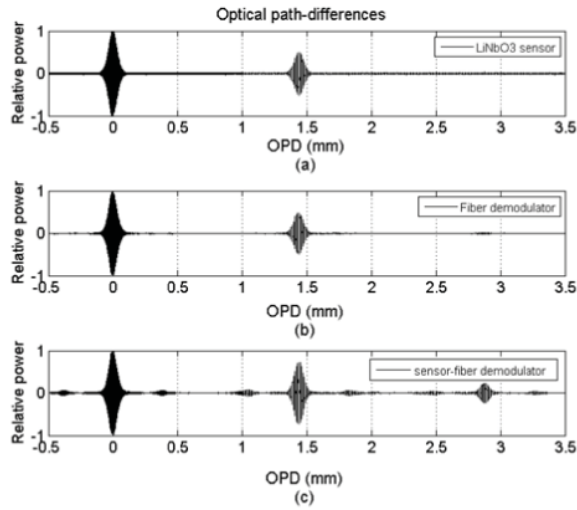 Optical path-differences
Relative power
1
0
-1
LiNbO3 sensor
-0.5 0 0.5 1 1.5 2 2.5 3 3.5
OPD (mm)
(a)
Relative power
1
0
-1
Fiber demodulator
-0.5 0 0.5 1 1.5 2 2.5 3 3.5
OPD (mm)
(b)
Relative power
1
0
-1
sensor-fiber demodulator
-0.5 0 0.5 1 1.5 2 2.5 3 3.5
OPD (mm)
(c)